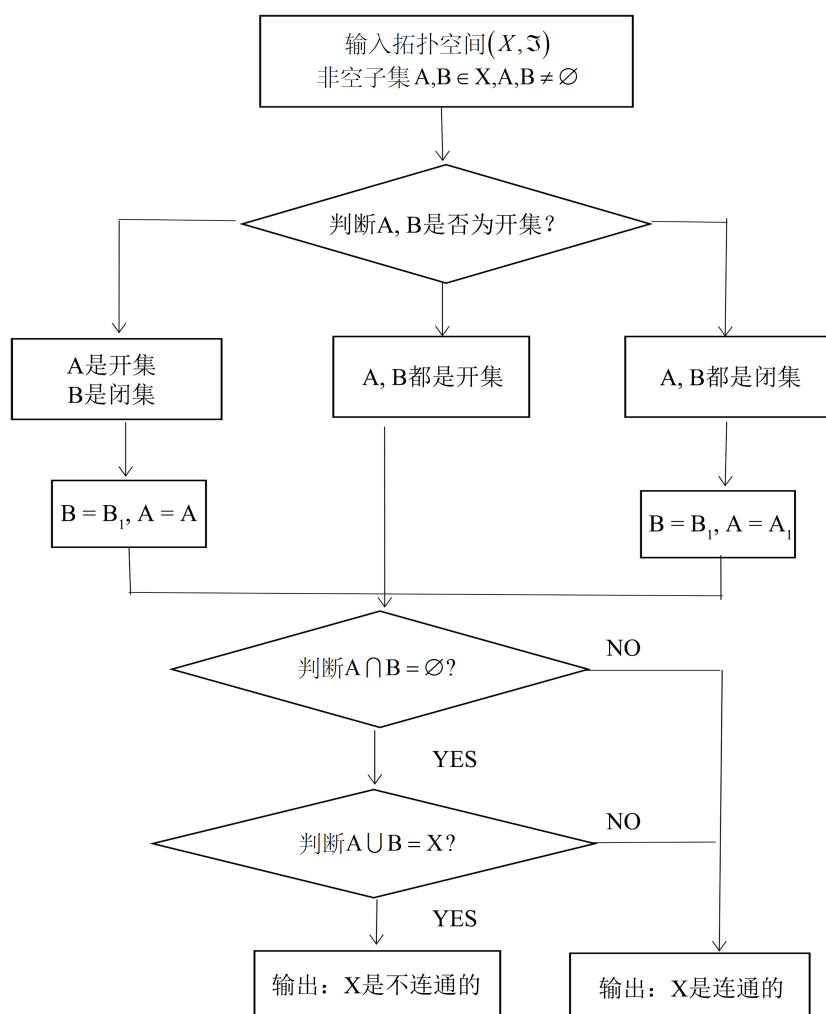 输入拓扑空间(X,ℑ)
非空子集A,B∈X,A,B≠∅
判断A, B是否为开集？
A是开集
B是闭集
A, B都是开集
A, B都是闭集
B = B₁, A = A
B = B₁, A = A₁
判断A⋂B = ∅?
NO
YES
判断A⋃B = X?
NO
YES
输出：X是不连通的
输出：X是连通的